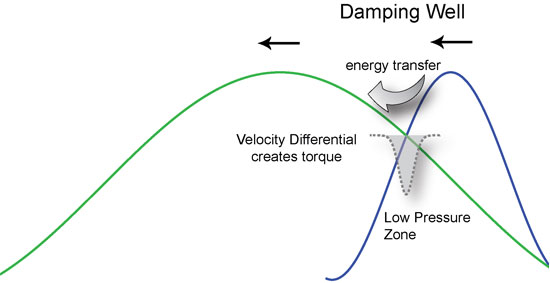 Damping Well
energy transfer
Velocity Differential
creates torque
Low Pressure
Zone